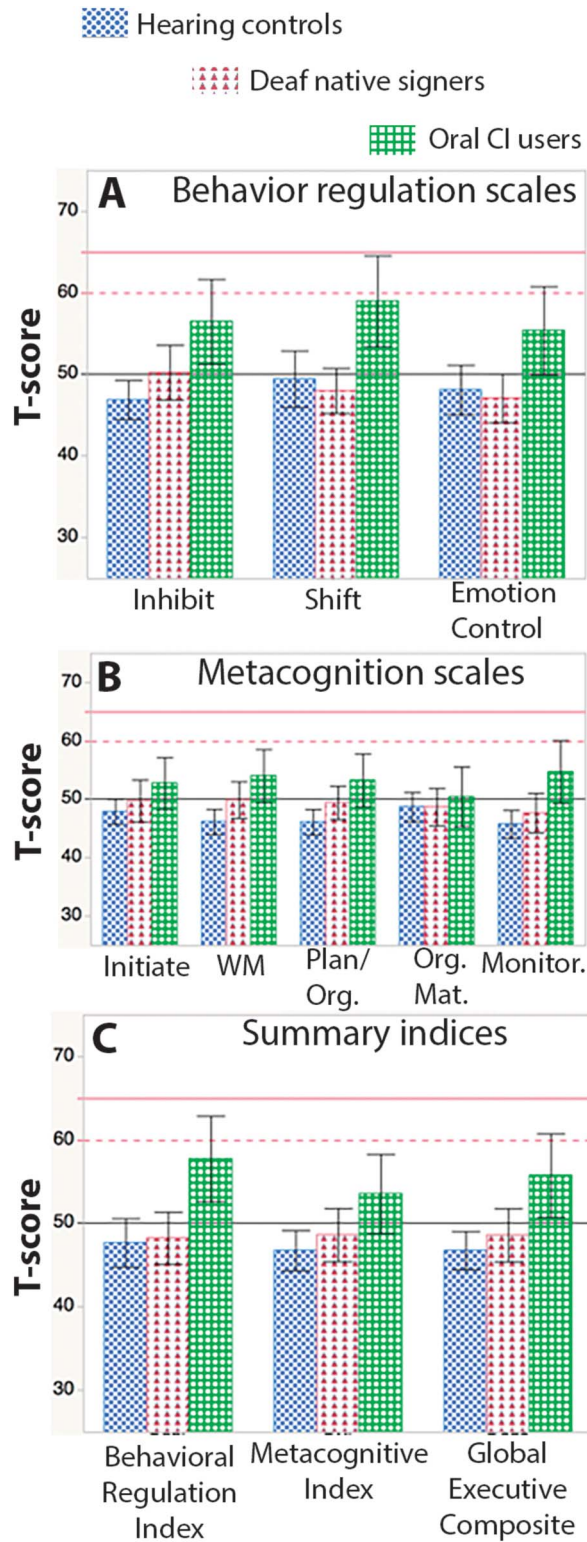 Hearing controls
Deaf native signers
Oral CI users
A Behavior regulation scales
T-score
70
60
50
40
30
Inhibit Shift Emotion
Control
B Metacognition scales
T-score
70
60
50
40
30
Initiate WM Plan/ Org. Monitor.
Org. Mat.
C Summary indices
T-score
70
60
50
40
30
Behavioral Metacognitive Global
Regulation Index Executive
Index Composite